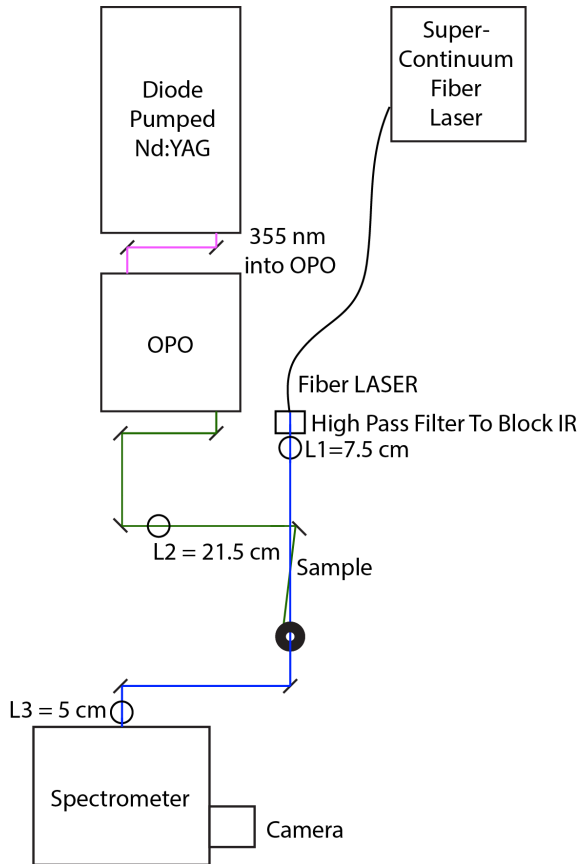 Diode
Pumped
Nd:YAG
Super-
Continuum
Fiber
Laser
355 nm
into OPO
OPO
Fiber LASER
High Pass Filter To Block IR
L1=7.5 cm
L2 = 21.5 cm
Sample
L3 = 5 cm
Spectrometer
Camera